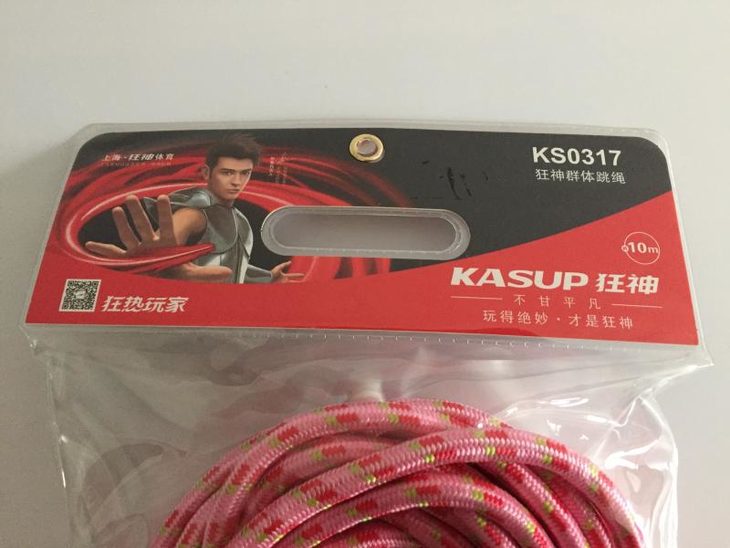 上海·狂神体育
KS0317
狂神群体跳绳
10m
KASUP 狂神
不甘平凡
玩得绝妙·才是狂神
狂热玩家